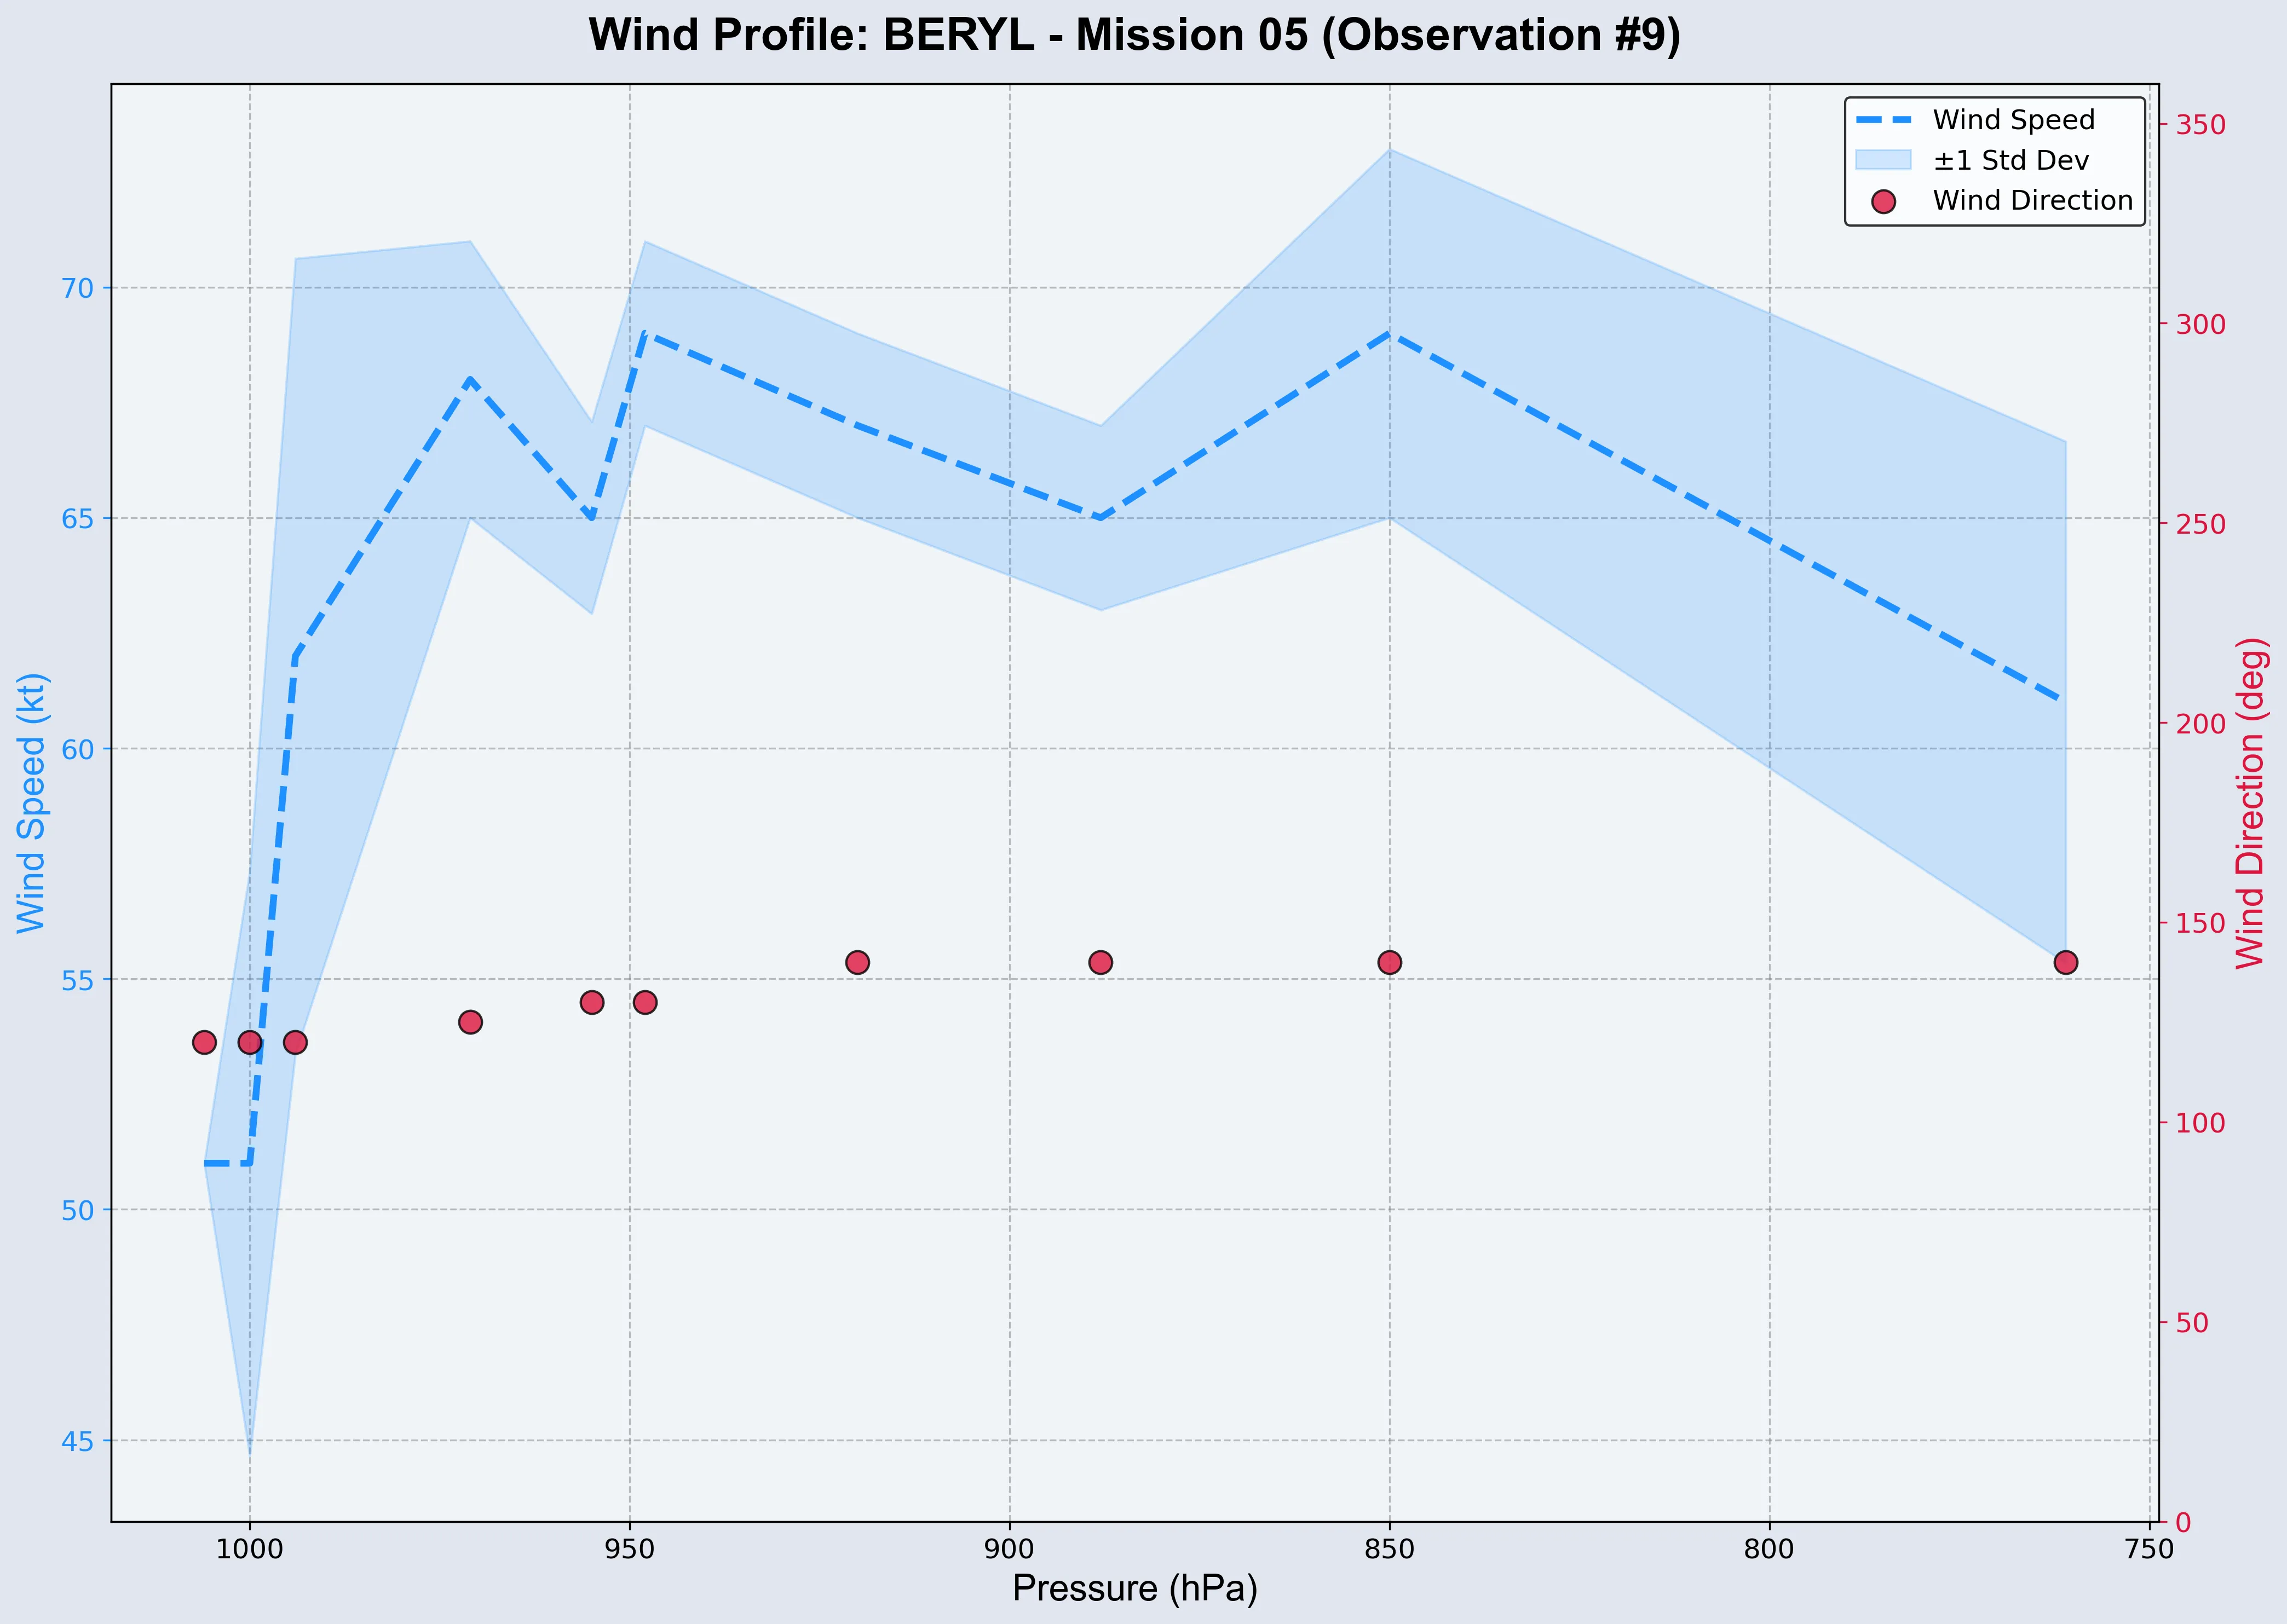 Wind Profile: BERYL - Mission 05 (Observation #9)
Wind Speed
±1 Std Dev
Wind Direction
Wind Speed (kt)
70
65
60
55
50
45
350
300
250
200
150
100
50
0
Wind Direction (deg)
1000
950
900
850
800
750
Pressure (hPa)